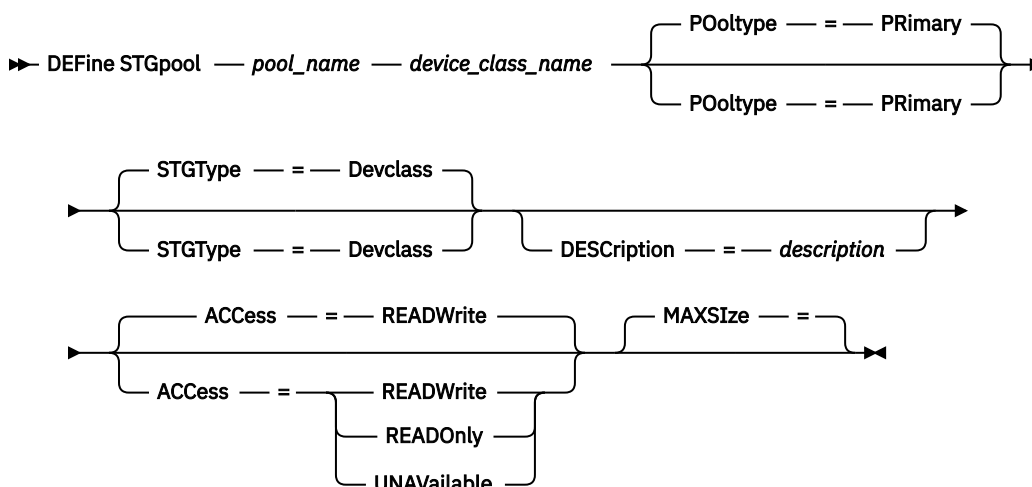 POoltype = PRimary
DEFine STGpool pool_name device_class_name
POoltype = PRimary
STGType = Devclass
STGType = Devclass
DESCription = description
ACCess = READWrite MAXSIze =
ACCess = READWrite
READOnly
UNAVailable